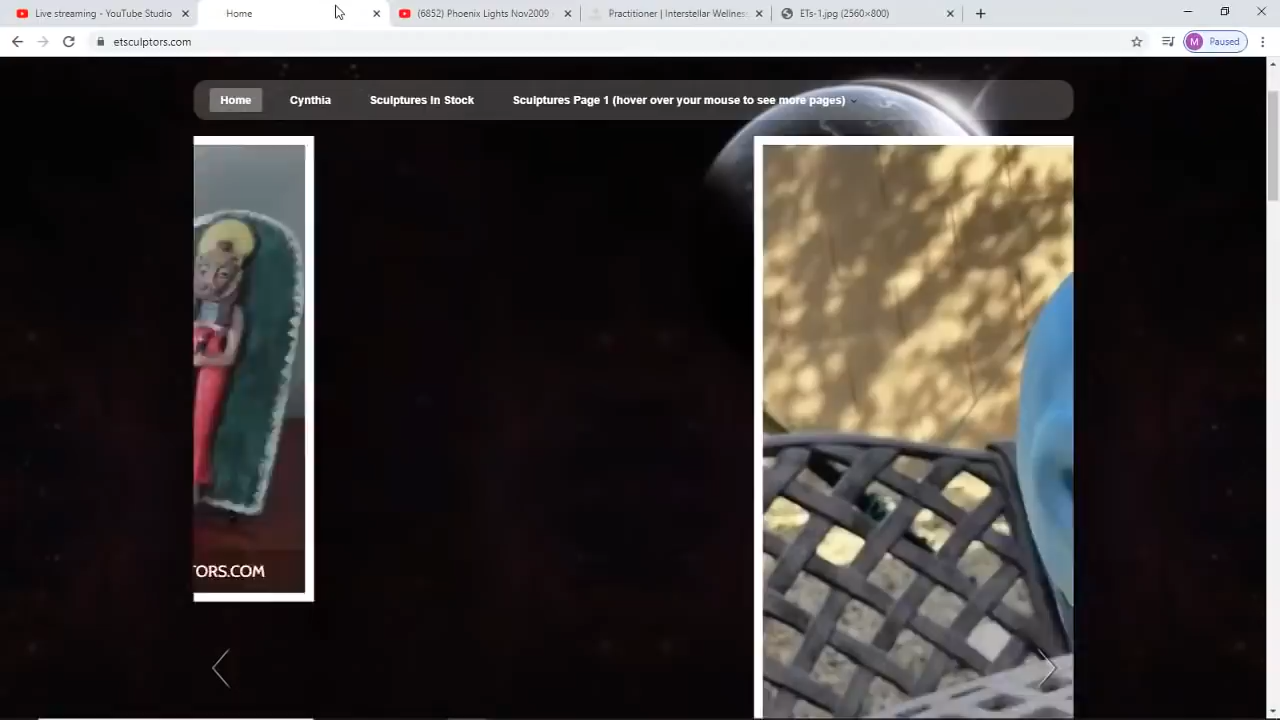 Live streaming - YouTube Studio
Home
(6852) Phoenix Lights Nov2009
Practitioner | Interstellar Wellnes
ETs-1.jpg (2560×800)
etsculptors.com
M Paused
Home
Cynthia
Sculptures In Stock
Sculptures Page 1 (hover over your mouse to see more pages)
TORS.COM